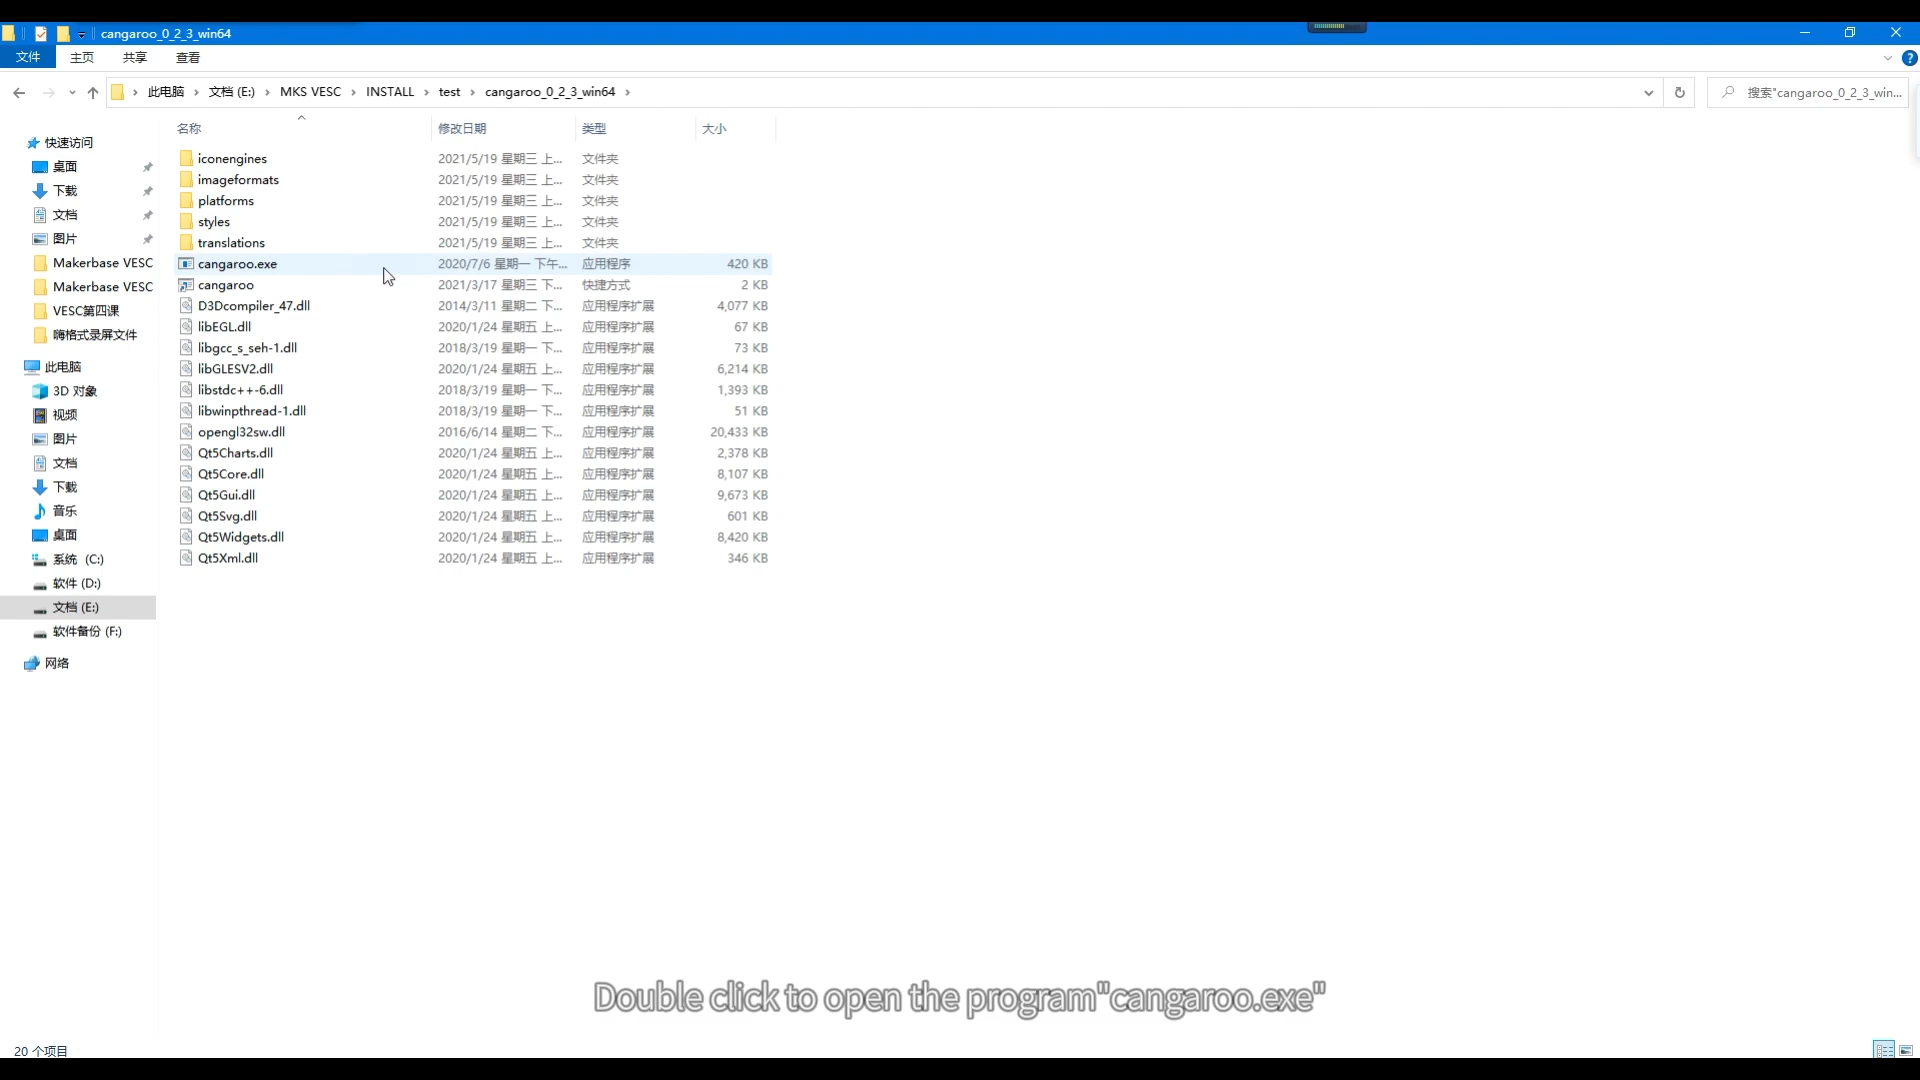 cangaroo_0_2_3_win64
文件 主页 共享 查看
此电脑 文档 (E:) MKS VESC INSTALL test cangaroo_0_2_3_win64
搜索"cangaroo_0_2_3_win...
名称 修改日期 类型 大小
快速访问
桌面
下载
文档
图片
Makerbase VESC
Makerbase VESC
VESC第四课
嗨格式录屏文件
此电脑
3D 对象
视频
图片
文档
下载
音乐
桌面
系统 (C:)
软件 (D:)
文档 (E:)
软件备份 (F:)
网络
iconengines 2021/5/19 星期三 上... 文件夹
imageformats 2021/5/19 星期三 上... 文件夹
platforms 2021/5/19 星期三 上... 文件夹
styles 2021/5/19 星期三 上... 文件夹
translations 2021/5/19 星期三 上... 文件夹
cangaroo.exe 2020/7/6 星期一 下午... 应用程序 420 KB
cangaroo 2021/3/17 星期三 下... 快捷方式 2 KB
D3Dcompiler_47.dll 2014/3/11 星期二 下... 应用程序扩展 4,077 KB
libEGL.dll 2020/1/24 星期五 上... 应用程序扩展 67 KB
libgcc_s_seh-1.dll 2018/3/19 星期一 下... 应用程序扩展 73 KB
libGLESV2.dll 2020/1/24 星期五 上... 应用程序扩展 6,214 KB
libstdc++-6.dll 2018/3/19 星期一 下... 应用程序扩展 1,393 KB
libwinpthread-1.dll 2018/3/19 星期一 下... 应用程序扩展 51 KB
opengl32sw.dll 2016/6/14 星期二 下... 应用程序扩展 20,433 KB
Qt5Charts.dll 2020/1/24 星期五 上... 应用程序扩展 2,378 KB
Qt5Core.dll 2020/1/24 星期五 上... 应用程序扩展 8,107 KB
Qt5Gui.dll 2020/1/24 星期五 上... 应用程序扩展 9,673 KB
Qt5Svg.dll 2020/1/24 星期五 上... 应用程序扩展 601 KB
Qt5Widgets.dll 2020/1/24 星期五 上... 应用程序扩展 8,420 KB
Qt5Xml.dll 2020/1/24 星期五 上... 应用程序扩展 346 KB
Double click to open the program"cangaroo.exe"
20 个项目